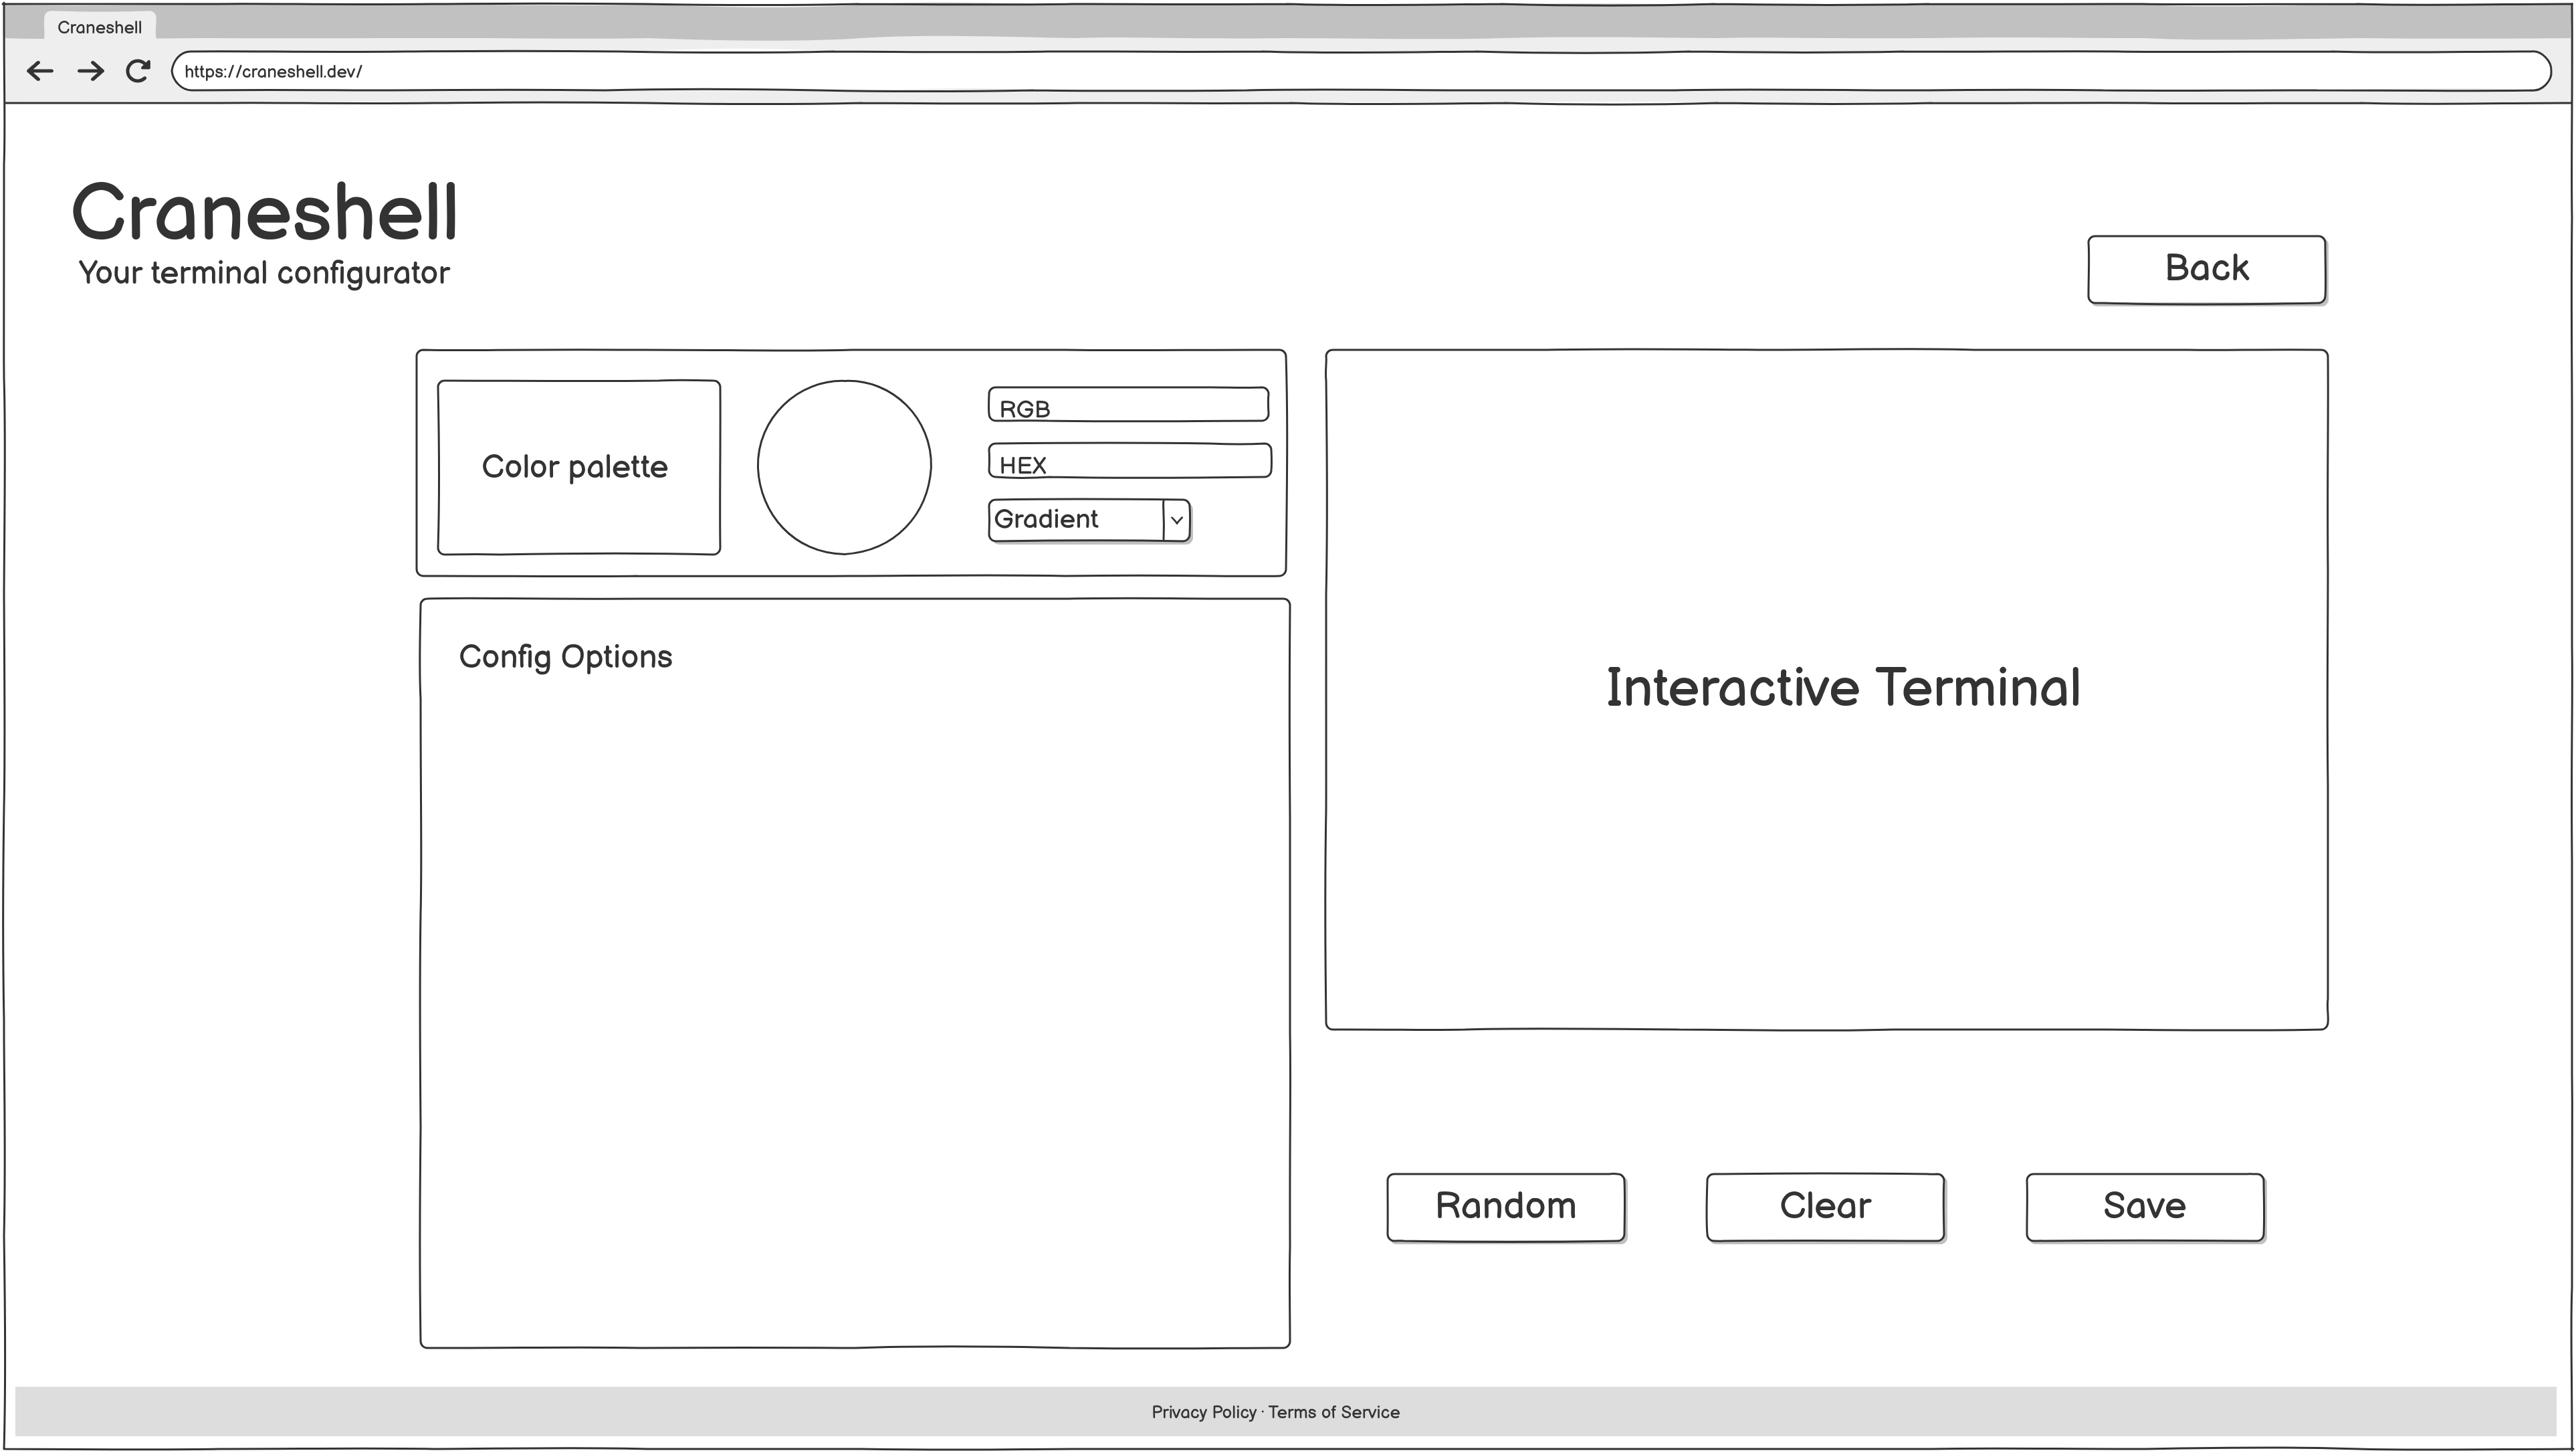 Craneshell
https://craneshell.dev/
Craneshell
Your terminal configurator
Back
Color palette
RGB
HEX
Gradient
Config Options
Interactive Terminal
Random
Clear
Save
Privacy Policy · Terms of Service